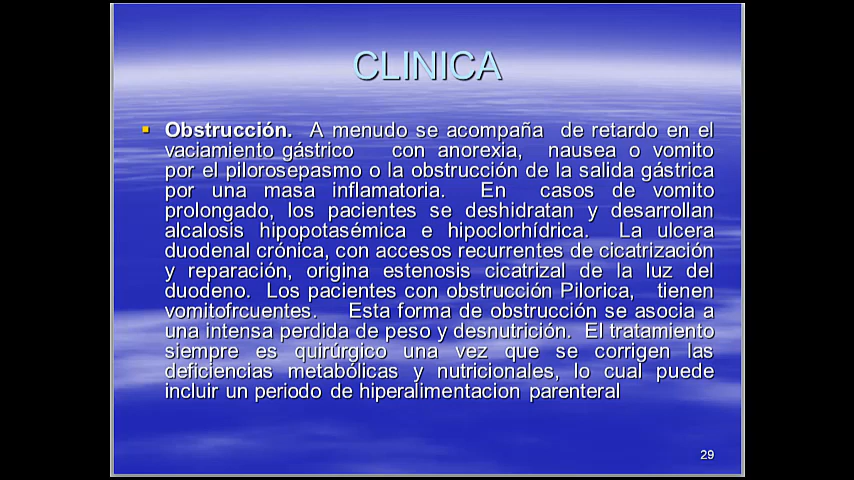 CLINICA
Obstrucción. A menudo se acompaña de retardo en el
vaciamiento gástrico con anorexia, nausea o vomito
por el pilorosepasmo o la obstrucción de la salida gástrica
por una masa inflamatoria. En casos de vomito
prolongado, los pacientes se deshidratan y desarrollan
alcalosis hipopotasémica e hipoclorhídrica. La ulcera
duodenal crónica, con accesos recurrentes de cicatrización
y reparación, origina estenosis cicatrizal de la luz del
duodeno. Los pacientes con obstrucción Pilorica, tienen
vomitofrcuentes. Esta forma de obstrucción se asocia a
una intensa perdida de peso y desnutrición. El tratamiento
siempre es quirúrgico una vez que se corrigen las
deficiencias metabólicas y nutricionales, lo cual puede
incluir un periodo de hiperalimentacion parenteral
29